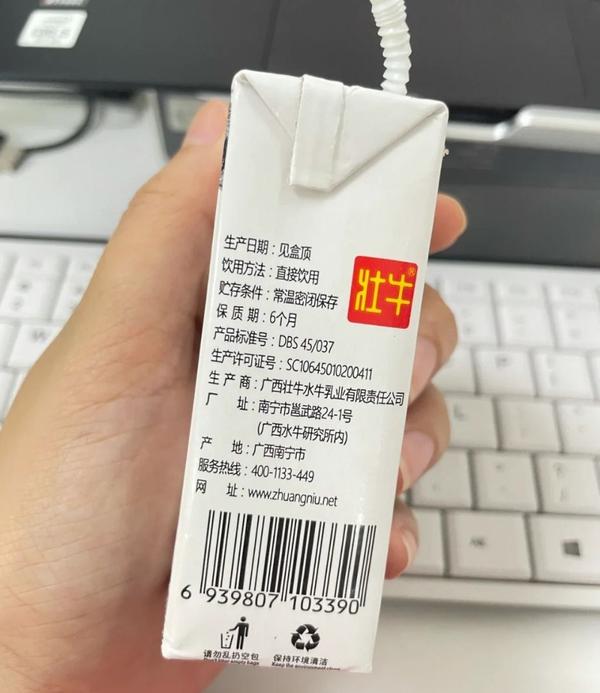 生产日期：见盒顶
饮用方法：直接饮用
贮存条件：常温密闭保存
保 质 期：6个月
壮牛®
产品标准号：DBS 45/037
生产许可证号：SC10645010200411
生 产 商：广西壮牛水牛乳业有限责任公司
厂 址：南宁市邕武路24-1号
(广西水牛研究所内)
产 地：广西南宁市
服务热线：400-1133-449
网 址：www.zhuangniu.net
6 939807 103390
请勿乱扔空包 保持环境清洁